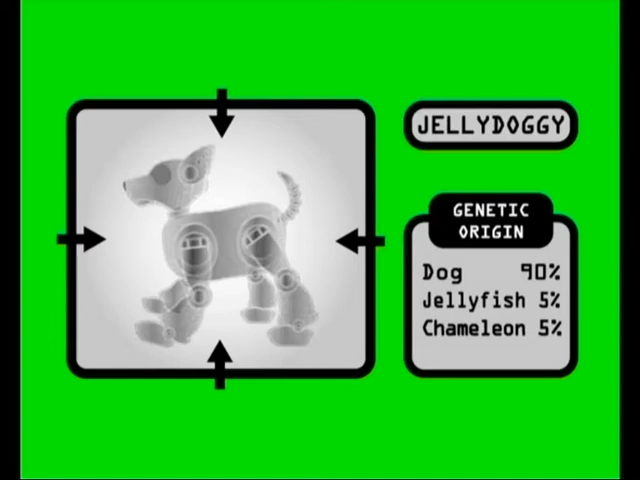 JELLYDOGGY
GENETIC
ORIGIN
Dog 90%
Jellyfish 5%
Chameleon 5%